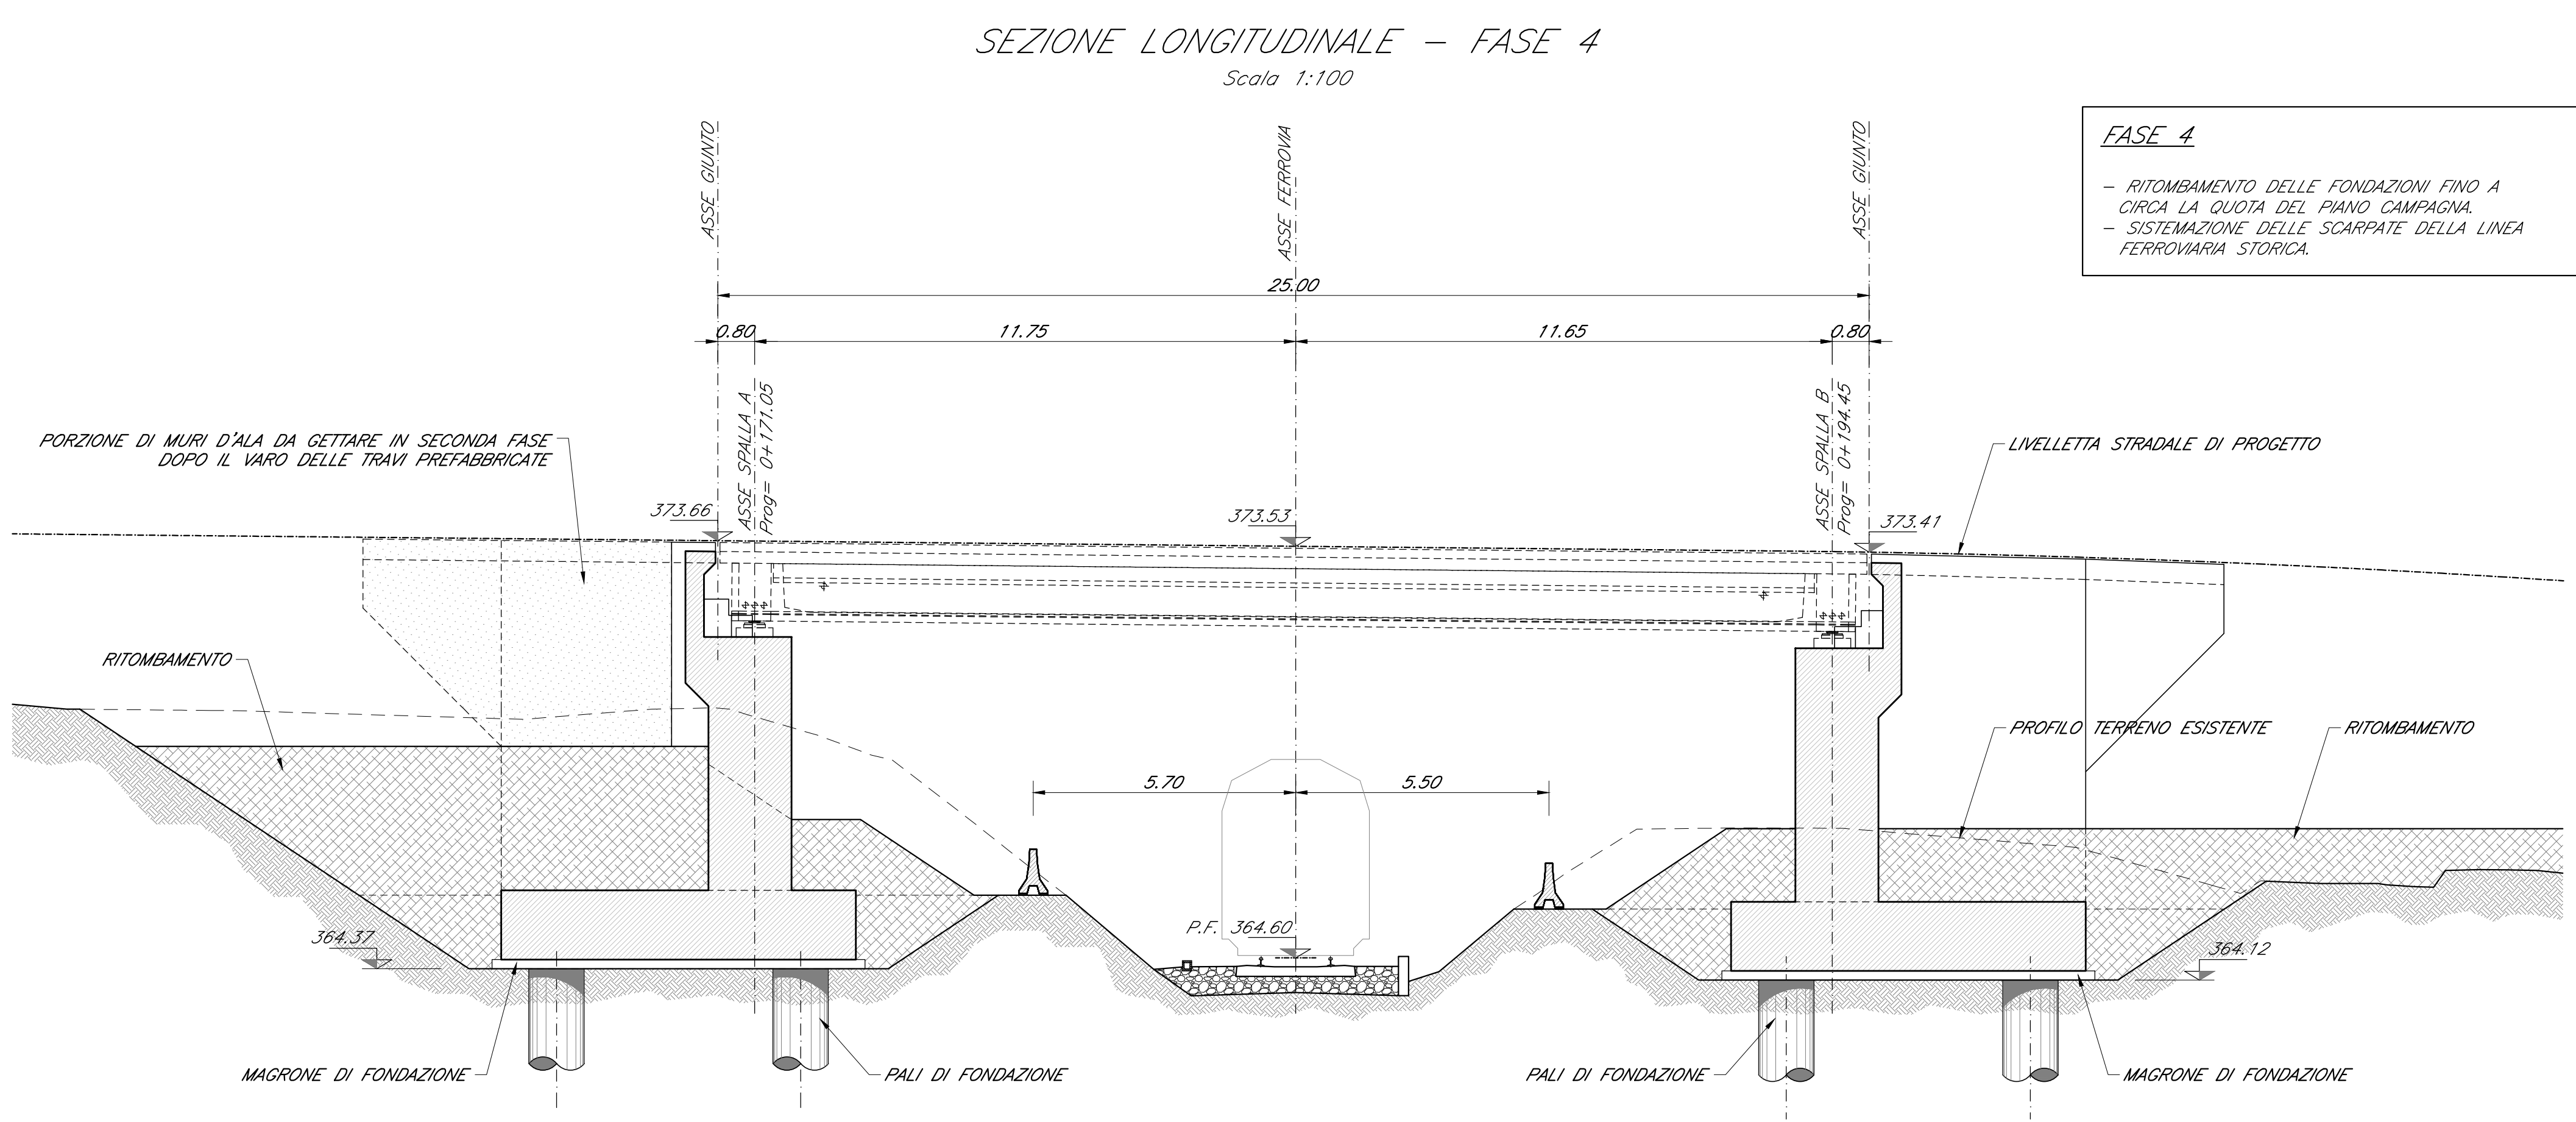 SEZIONE LONGITUDINALE – FASE 4
Scala 1:100
FASE 4
– RITOMBAMENTO DELLE FONDAZIONI FINO A
CIRCA LA QUOTA DEL PIANO CAMPAGNA.
– SISTEMAZIONE DELLE SCARPATE DELLA LINEA
FERROVIARIA STORICA.
ASSE GIUNTO
ASSE FERROVIA
ASSE GIUNTO
25.00
0.80
11.75
11.65
0.80
ASSE SPALLA A
Prog= 0+171.05
ASSE SPALLA B
Prog= 0+194.45
PORZIONE DI MURI D'ALA DA GETTARE IN SECONDA FASE
DOPO IL VARO DELLE TRAVI PREFABBRICATE
LIVELLETTA STRADALE DI PROGETTO
373.66
373.53
373.41
RITOMBAMENTO
PROFILO TERRENO ESISTENTE
RITOMBAMENTO
5.70
5.50
P.F. 364.60
364.37
364.12
MAGRONE DI FONDAZIONE
PALI DI FONDAZIONE
PALI DI FONDAZIONE
MAGRONE DI FONDAZIONE